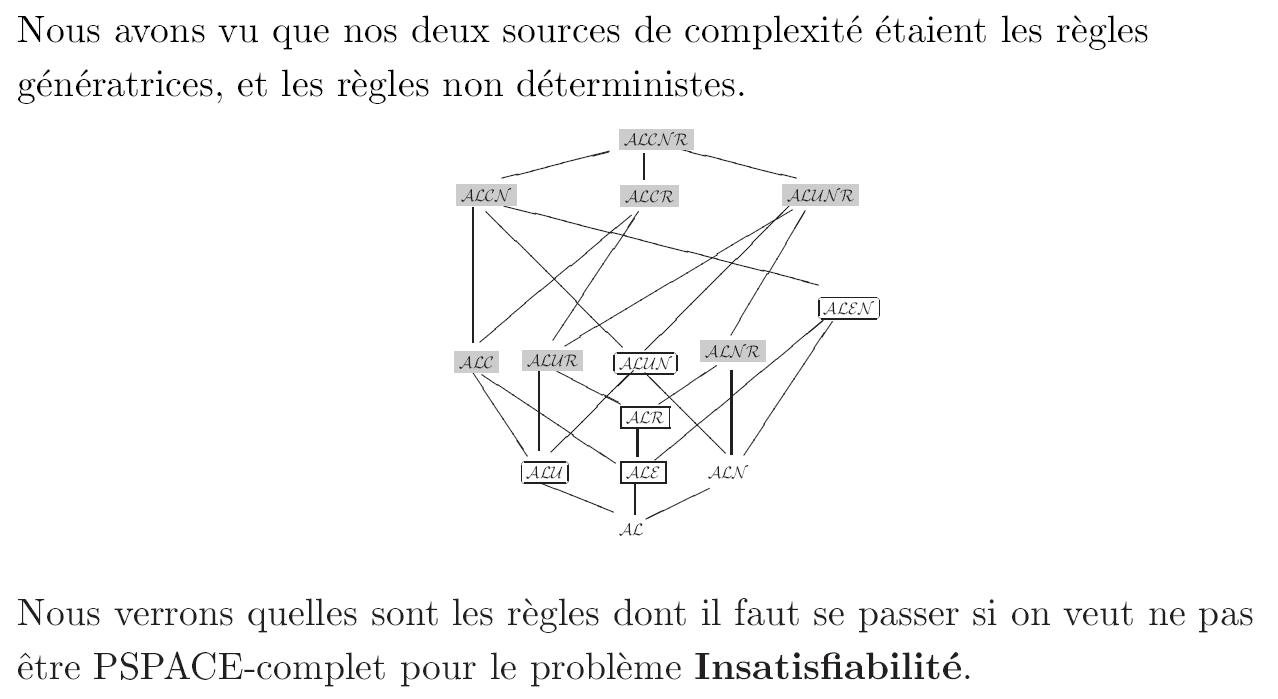 Nous avons vu que nos deux sources de complexité étaient les règles
génératrices, et les règles non déterministes.
ALCNR
ALCN ALCR ALUNR
ALEN
ALC ALUR ALUN ALNR
ALR
ALU ALE ALN
AL
Nous verrons quelles sont les règles dont il faut se passer si on veut ne pas
être PSPACE-complet pour le problème Insatisfiabilité.